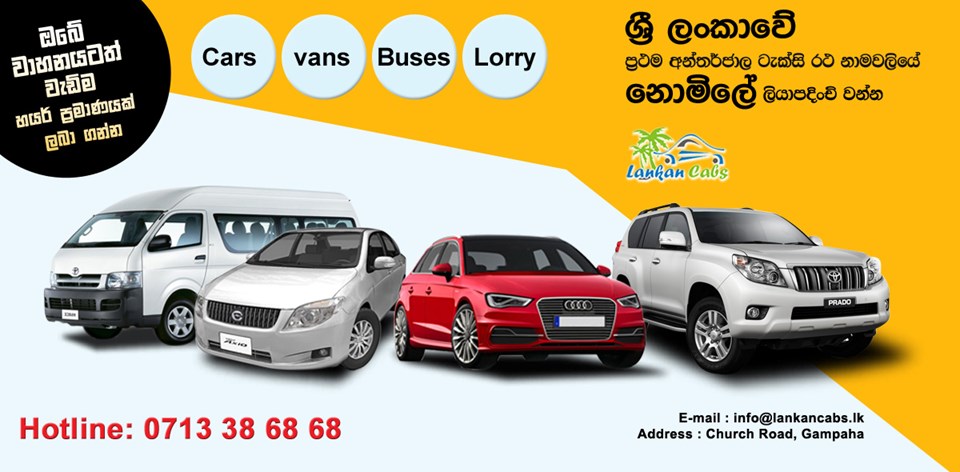 ඔබේ
වාහනයටත්
වැඩිම
හයර් ප්‍රමාණයක්
ලබා ගන්න
Cars
vans
Buses
Lorry
ශ්‍රී ලංකාවේ
ප්‍රථම අන්තර්ජාල ටැක්සි රථ නාමවලියේ
නොමිලේ ලියාපදිංචි වන්න
Lankan Cabs
PRADO
Hotline: 0713 38 68 68
E-mail : info@lankancabs.lk
Address : Church Road, Gampaha